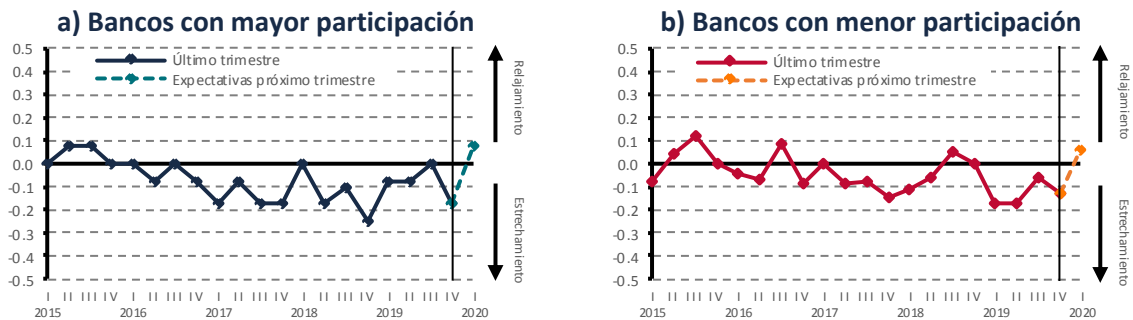 a) Bancos con mayor participación
0.5
0.4
0.3
0.2
0.1
0.0
-0.1
-0.2
-0.3
-0.4
-0.5
Último trimestre
Expectativas próximo trimestre
Relajamiento
Estrechamiento
I II III IV I II III IV I II III IV I II III IV I II III IV I
2015 2016 2017 2018 2019 2020
b) Bancos con menor participación
0.5
0.4
0.3
0.2
0.1
0.0
-0.1
-0.2
-0.3
-0.4
-0.5
Último trimestre
Expectativas próximo trimestre
Relajamiento
Estrechamiento
I II III IV I II III IV I II III IV I II III IV I II III IV I
2015 2016 2017 2018 2019 2020